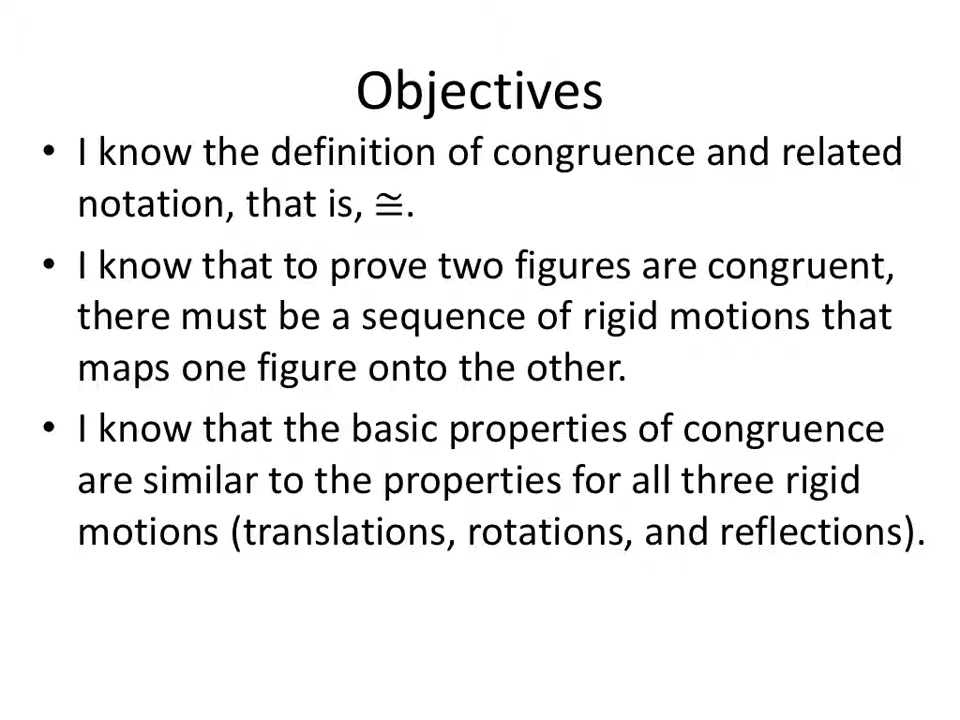 Objectives
• I know the definition of congruence and related
notation, that is, ≅.
• I know that to prove two figures are congruent,
there must be a sequence of rigid motions that
maps one figure onto the other.
• I know that the basic properties of congruence
are similar to the properties for all three rigid
motions (translations, rotations, and reflections).